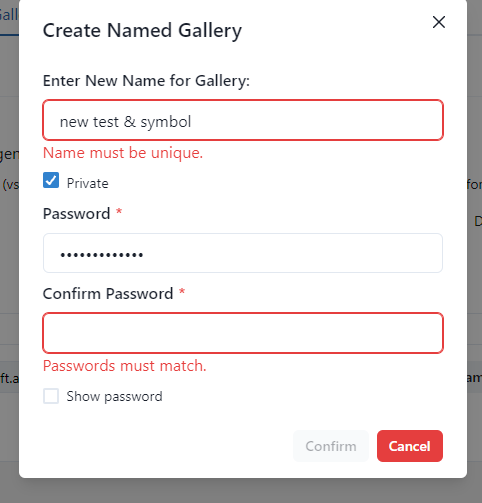 Create Named Gallery
Enter New Name for Gallery:
new test & symbol
Name must be unique.
Private
Password *
•••••••••••••
Confirm Password *
Passwords must match.
Show password
Confirm Cancel